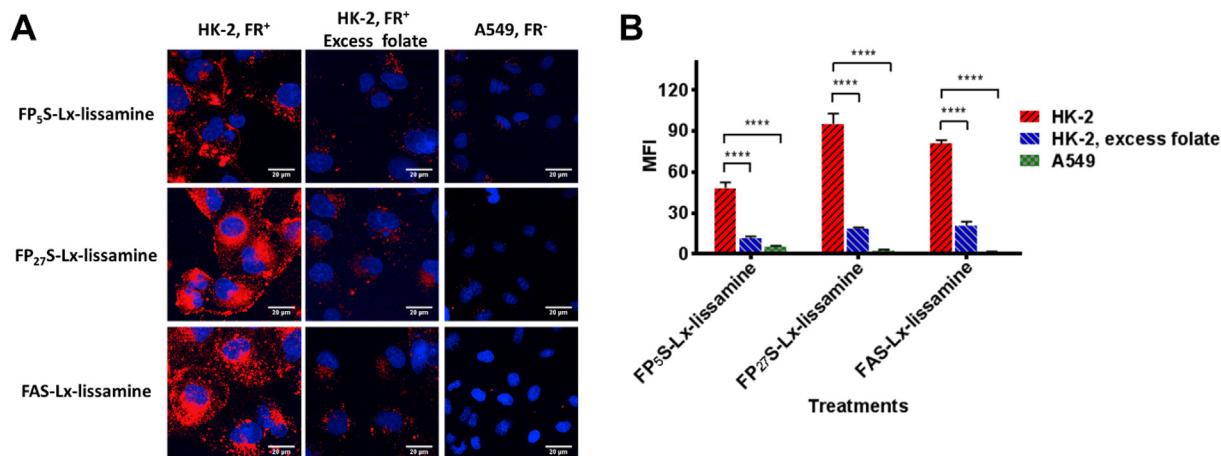 A
HK-2, FR⁺
HK-2, FR⁺
Excess folate
A549, FR⁻
FP₅S-Lx-lissamine
20 μm
20 μm
20 μm
FP₂₇S-Lx-lissamine
20 μm
20 μm
20 μm
FAS-Lx-lissamine
20 μm
20 μm
20 μm
B
MFI
120
90
60
30
0
****
****
****
****
****
****
HK-2
HK-2, excess folate
A549
FP₅S-Lx-lissamine
FP₂₇S-Lx-lissamine
FAS-Lx-lissamine
Treatments